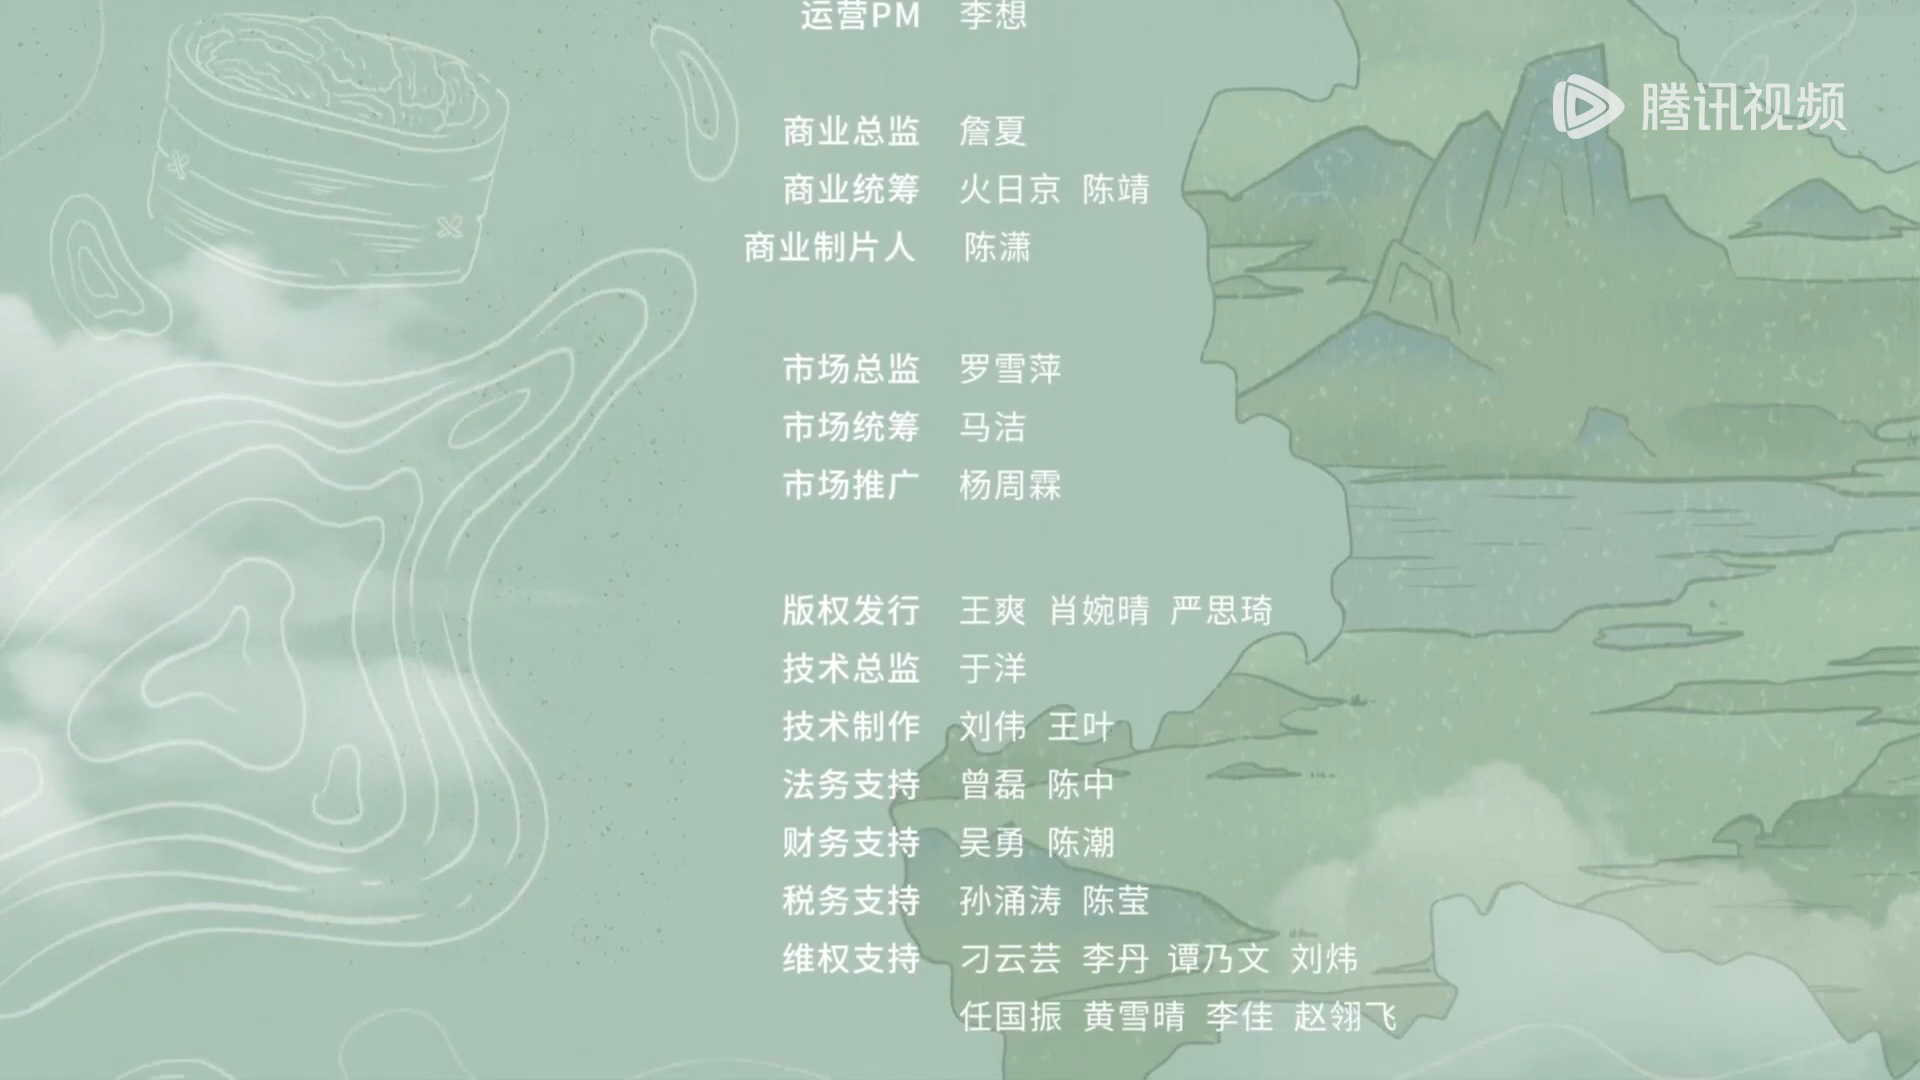 运营PM 李想
腾讯视频
商业总监 詹夏
商业统筹 火日京 陈靖
商业制片人 陈潇
市场总监 罗雪萍
市场统筹 马洁
市场推广 杨周霖
版权发行 王爽 肖婉晴 严思琦
技术总监 于洋
技术制作 刘伟 王叶
法务支持 曾磊 陈中
财务支持 吴勇 陈潮
税务支持 孙涌涛 陈莹
维权支持 刁云芸 李丹 谭乃文 刘炜
任国振 黄雪晴 李佳 赵翎飞